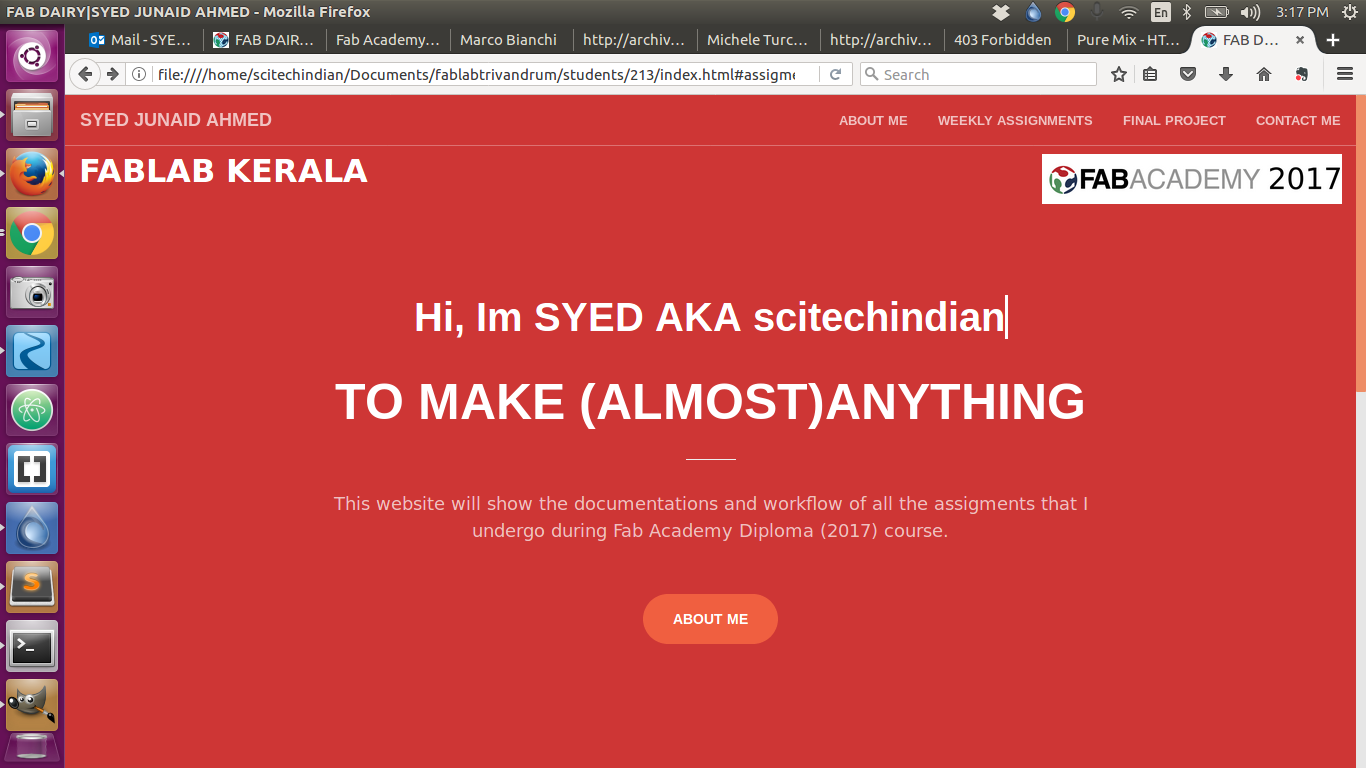 FAB DAIRY|SYED JUNAID AHMED - Mozilla Firefox
En
3:17 PM
Mail - SYE...
FAB DAIR...
Fab Academy...
Marco Bianchi
http://archiv...
Michele Turc...
http://archiv...
403 Forbidden
Pure Mix - HT...
FAB D...
file:////home/scitechindian/Documents/fablabtrivandrum/students/213/index.html#assigme
Search
SYED JUNAID AHMED
ABOUT ME
WEEKLY ASSIGNMENTS
FINAL PROJECT
CONTACT ME
FABLAB KERALA
FABACADEMY 2017
Hi, Im SYED AKA scitechindian
TO MAKE (ALMOST)ANYTHING
This website will show the documentations and workflow of all the assigments that I
undergo during Fab Academy Diploma (2017) course.
ABOUT ME